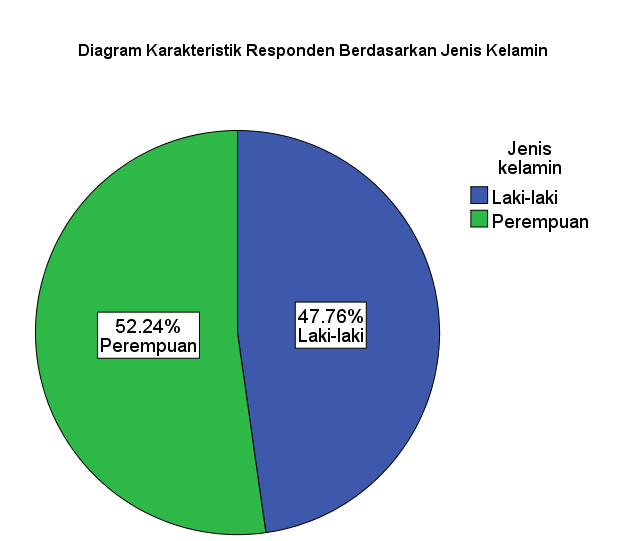 Diagram Karakteristik Responden Berdasarkan Jenis Kelamin
Jenis
kelamin
Laki-laki
Perempuan
47.76%
Laki-laki
52.24%
Perempuan